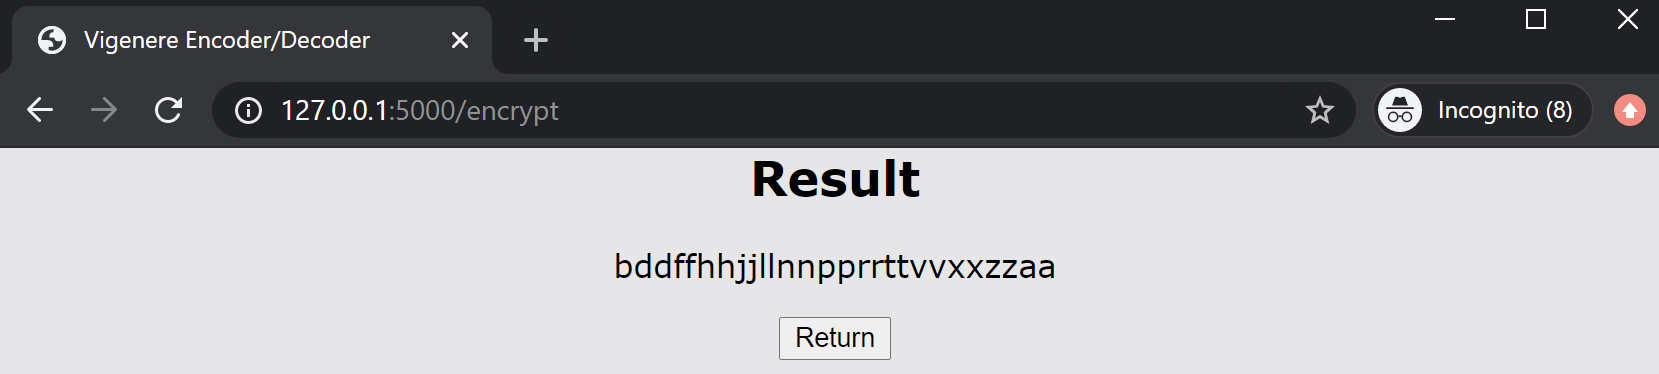 Vigenere Encoder/Decoder
127.0.0.1:5000/encrypt
Incognito (8)
Result
bddffhhjjllnnpprrttvvxxzzaa
Return